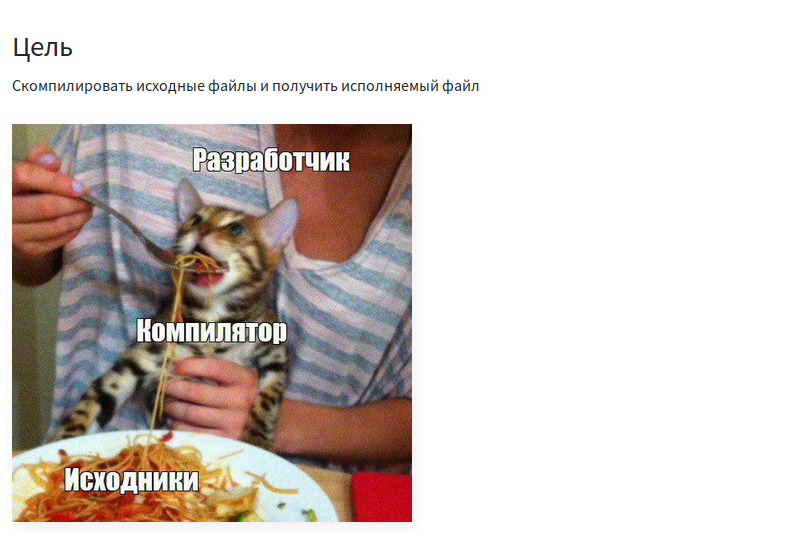 Цель
Скомпилировать исходные файлы и получить исполняемый файл
Разработчик
Компилятор
Исходники